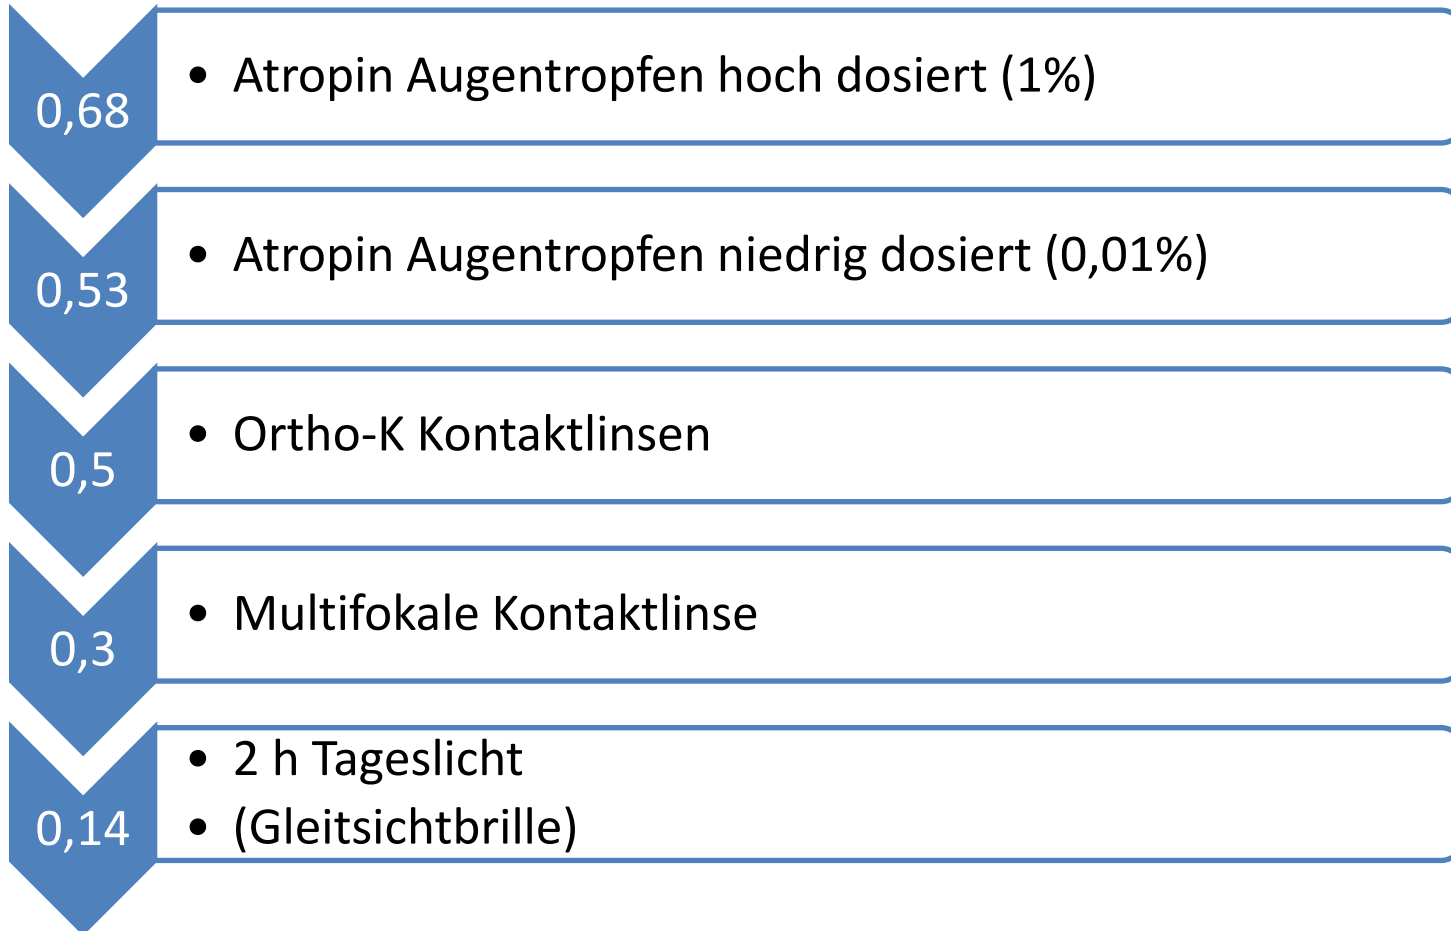 0,68
• Atropin Augentropfen hoch dosiert (1%)
0,53
• Atropin Augentropfen niedrig dosiert (0,01%)
0,5
• Ortho-K Kontaktlinsen
0,3
• Multifokale Kontaktlinse
0,14
• 2 h Tageslicht
• (Gleitsichtbrille)